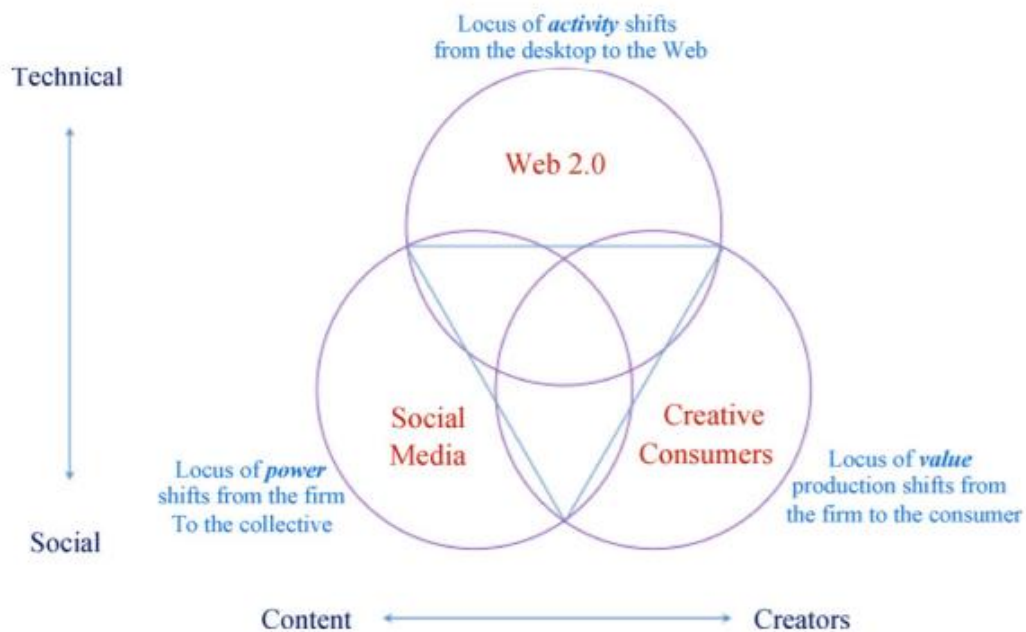 Locus of activity shifts
from the desktop to the Web
Technical
Web 2.0
Social
Media
Creative
Consumers
Locus of power
shifts from the firm
To the collective
Locus of value
production shifts from
the firm to the consumer
Social
Content
Creators